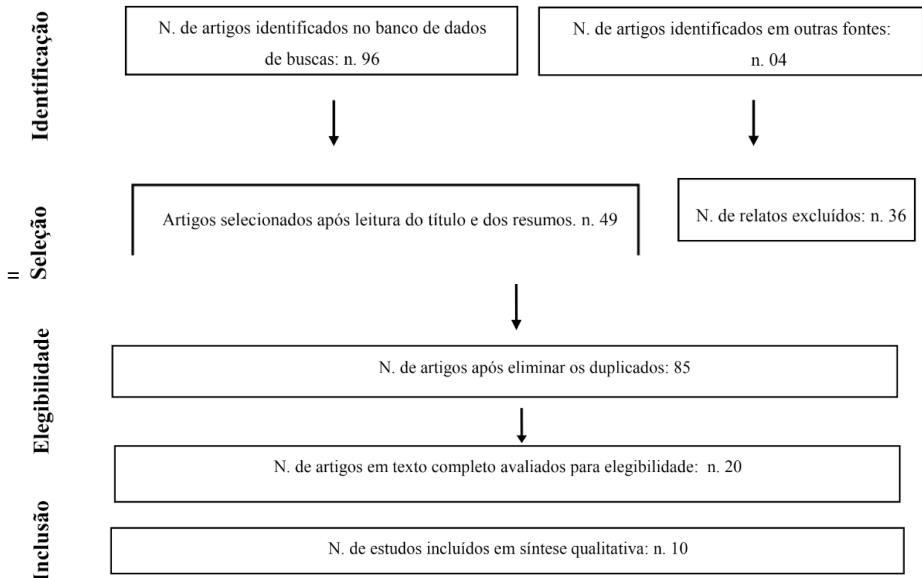 Identificação
N. de artigos identificados no banco de dados
de buscas: n. 96
N. de artigos identificados em outras fontes:
n. 04
Seleção
Artigos selecionados após leitura do título e dos resumos. n. 49
N. de relatos excluídos: n. 36
=
Elegibilidade
N. de artigos após eliminar os duplicados: 85
N. de artigos em texto completo avaliados para elegibilidade: n. 20
Inclusão
N. de estudos incluídos em síntese qualitativa: n. 10